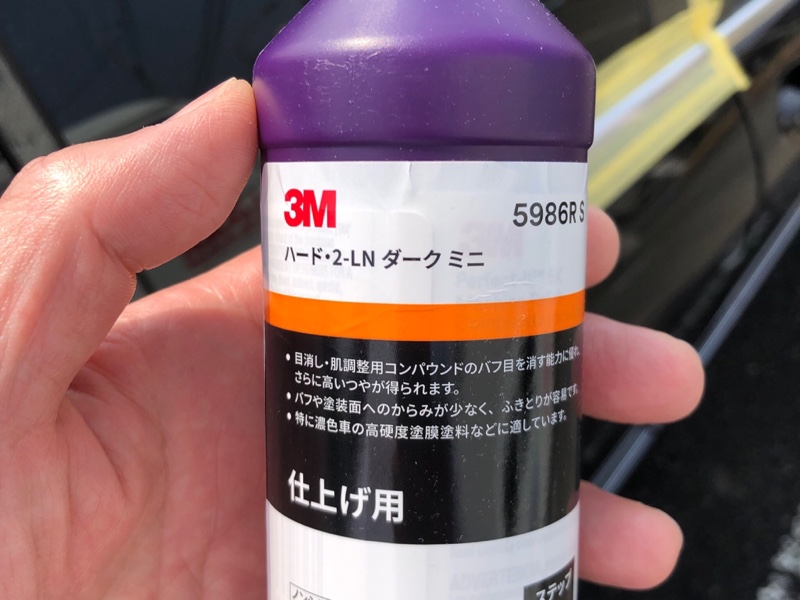 3M
5986R S
ハード・2-LN ダーク ミニ
● 目消し・肌調整用コンパウンドのバフ目を消す能力に優れ、
さらに高いつやが得られます。
● バフや塗装面へのからみが少なく、ふきとりが容易です。
● 特に濃色車の高硬度塗膜塗料などに適しています。
仕上げ用
ステップ